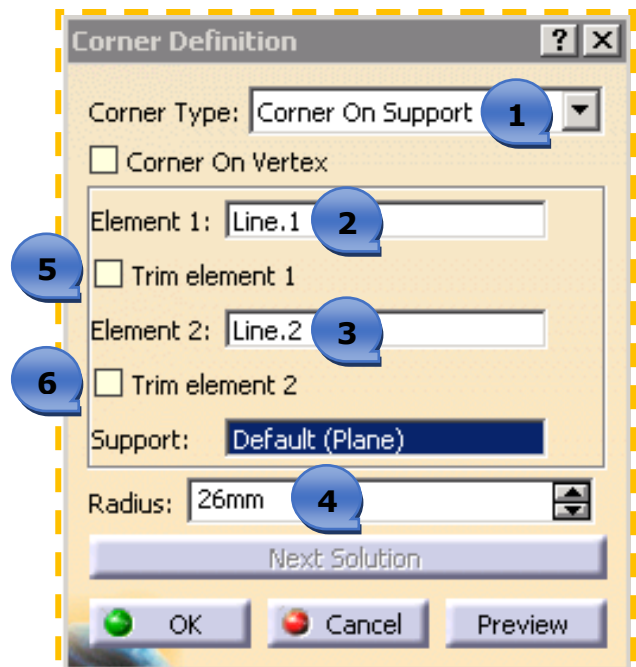 Corner Definition ? X
Corner Type: Corner On Support 1
Corner On Vertex
Element 1: Line.1 2
5 Trim element 1
Element 2: Line.2 3
6 Trim element 2
Support: Default (Plane)
Radius: 26mm 4
Next Solution
OK Cancel Preview